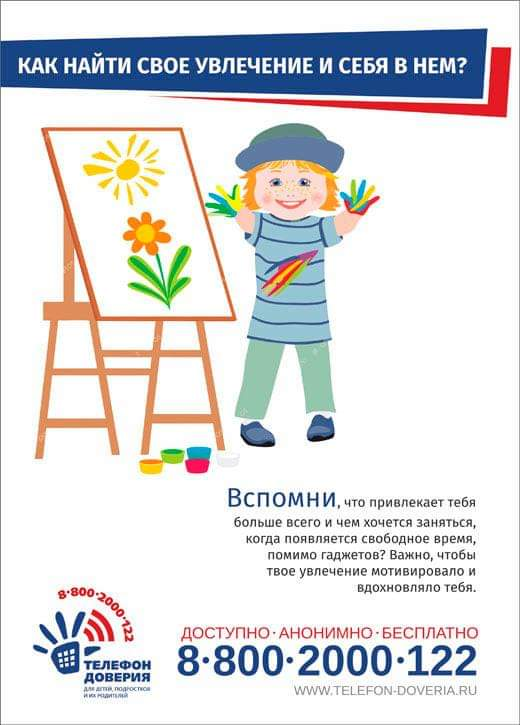 КАК НАЙТИ СВОЕ УВЛЕЧЕНИЕ И СЕБЯ В НЕМ?
Вспомни, что привлекает тебя
больше всего и чем хочется заняться,
когда появляется свободное время,
помимо гаджетов? Важно, чтобы
твое увлечение мотивировало и
вдохновляло тебя.
8·800·2000·122
ТЕЛЕФОН
ДОВЕРИЯ
ДЛЯ ДЕТЕЙ, ПОДРОСТКОВ
И ИХ РОДИТЕЛЕЙ
ДОСТУПНО · АНОНИМНО · БЕСПЛАТНО
8·800·2000·122
WWW.TELEFON-DOVERIA.RU